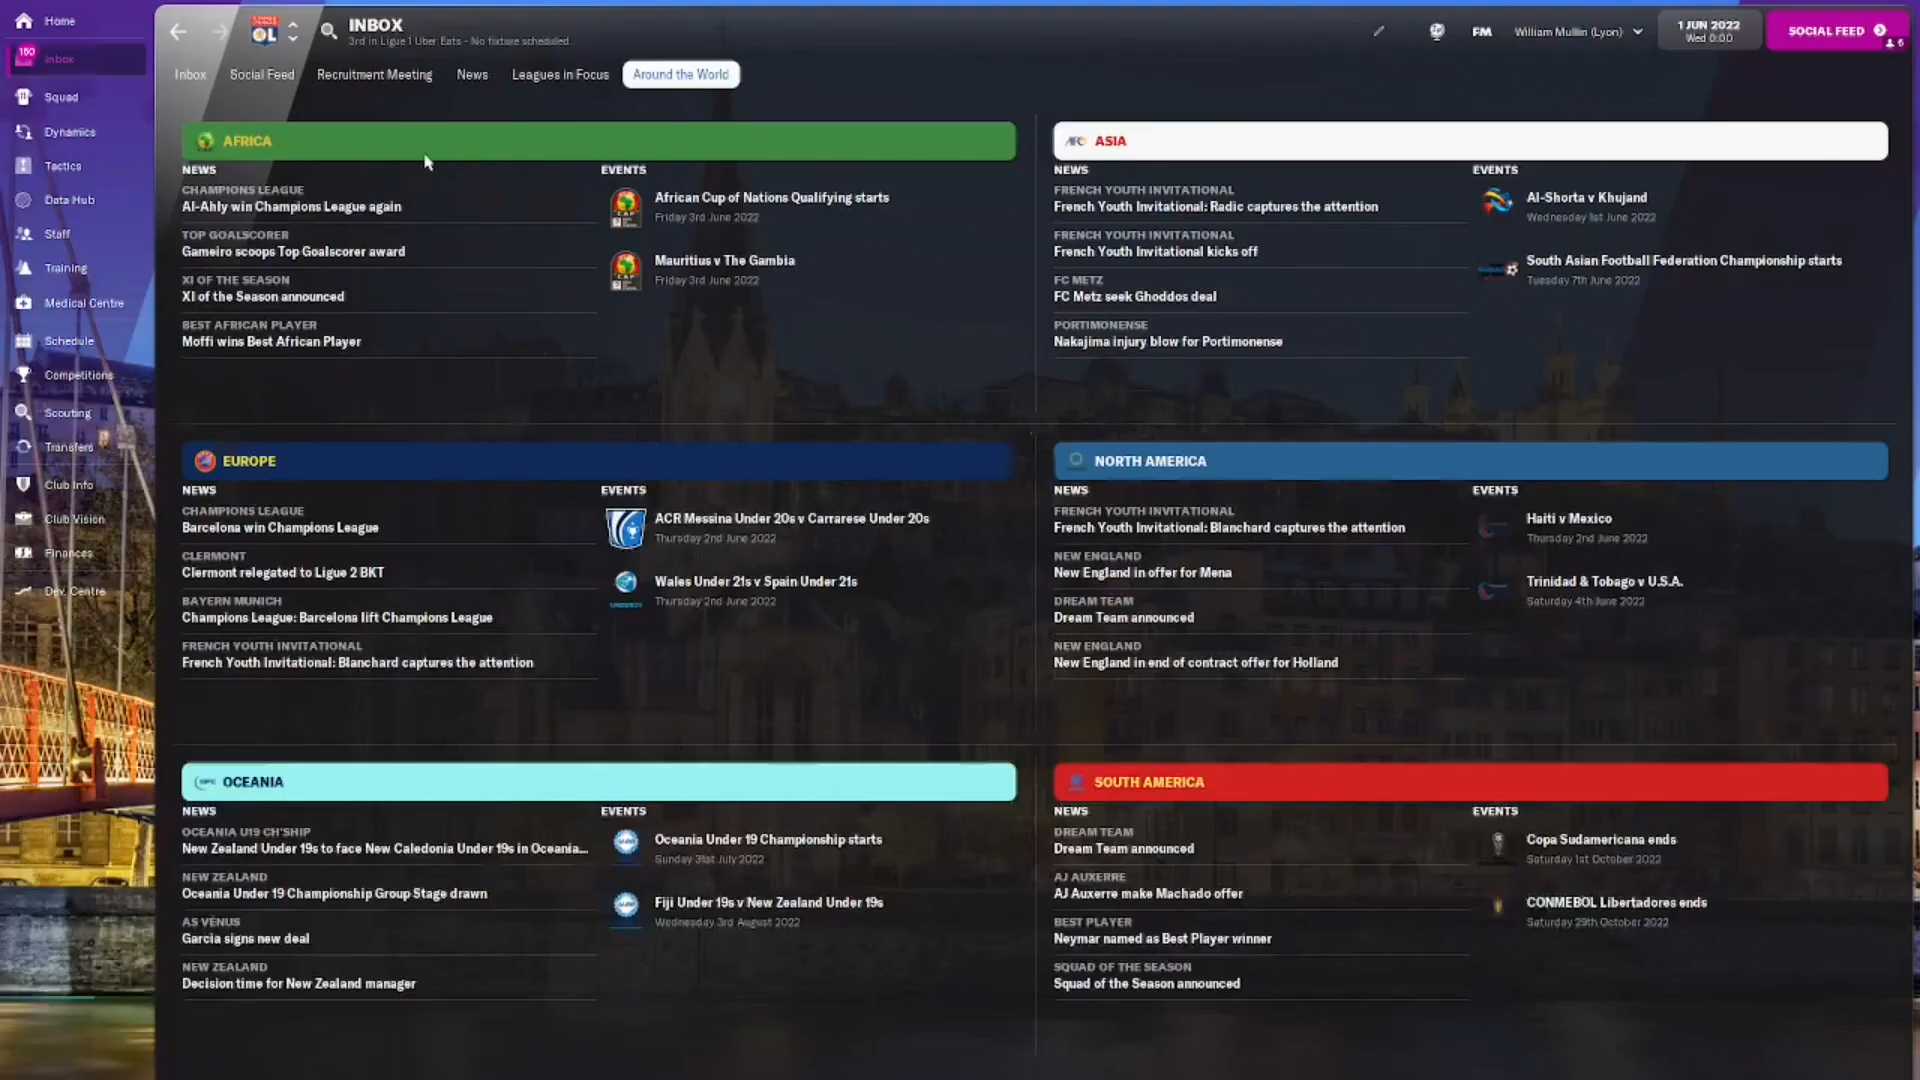 Home
INBOX
FM
William Mullin (Lyon)
1 JUN 2022
Wed 0:00
SOCIAL FEED
6
3rd in Ligue 1 Uber Eats - No fixture scheduled.
160
Inbox
Inbox
Social Feed
Recruitment Meeting
News
Leagues in Focus
Around the World
Squad
Dynamics
Tactics
Data Hub
Staff
Training
Medical Centre
Schedule
Competitions
Scouting
Transfers
Club Info
Club Vision
Finances
Dev. Centre
OL
AFRICA
NEWS
CHAMPIONS LEAGUE
Al-Ahly win Champions League again
TOP GOALSCORER
Gameiro scoops Top Goalscorer award
XI OF THE SEASON
XI of the Season announced
BEST AFRICAN PLAYER
Moffi wins Best African Player
EVENTS
African Cup of Nations Qualifying starts
Friday 3rd June 2022
Mauritius v The Gambia
Friday 3rd June 2022
AFC ASIA
NEWS
FRENCH YOUTH INVITATIONAL
French Youth Invitational: Radic captures the attention
FRENCH YOUTH INVITATIONAL
French Youth Invitational kicks off
FC METZ
FC Metz seek Ghoddos deal
PORTIMONENSE
Nakajima injury blow for Portimonense
EVENTS
Al-Shorta v Khujand
Wednesday 1st June 2022
South Asian Football Federation Championship starts
Tuesday 7th June 2022
EUROPE
NEWS
CHAMPIONS LEAGUE
Barcelona win Champions League
CLERMONT
Clermont relegated to Ligue 2 BKT
BAYERN MUNICH
Champions League: Barcelona lift Champions League
FRENCH YOUTH INVITATIONAL
French Youth Invitational: Blanchard captures the attention
EVENTS
ACR Messina Under 20s v Carrarese Under 20s
Thursday 2nd June 2022
Wales Under 21s v Spain Under 21s
Thursday 2nd June 2022
NORTH AMERICA
NEWS
FRENCH YOUTH INVITATIONAL
French Youth Invitational: Blanchard captures the attention
NEW ENGLAND
New England in offer for Mena
DREAM TEAM
Dream Team announced
NEW ENGLAND
New England in end of contract offer for Holland
EVENTS
Haiti v Mexico
Thursday 2nd June 2022
Trinidad & Tobago v U.S.A.
Saturday 4th June 2022
OFC OCEANIA
NEWS
OCEANIA U19 CH'SHIP
New Zealand Under 19s to face New Caledonia Under 19s in Oceania...
NEW ZEALAND
Oceania Under 19 Championship Group Stage drawn
AS VÉNUS
Garcia signs new deal
NEW ZEALAND
Decision time for New Zealand manager
EVENTS
Oceania Under 19 Championship starts
Sunday 31st July 2022
Fiji Under 19s v New Zealand Under 19s
Wednesday 3rd August 2022
SOUTH AMERICA
NEWS
DREAM TEAM
Dream Team announced
AJ AUXERRE
AJ Auxerre make Machado offer
BEST PLAYER
Neymar named as Best Player winner
SQUAD OF THE SEASON
Squad of the Season announced
EVENTS
Copa Sudamericana ends
Saturday 1st October 2022
CONMEBOL Libertadores ends
Saturday 29th October 2022